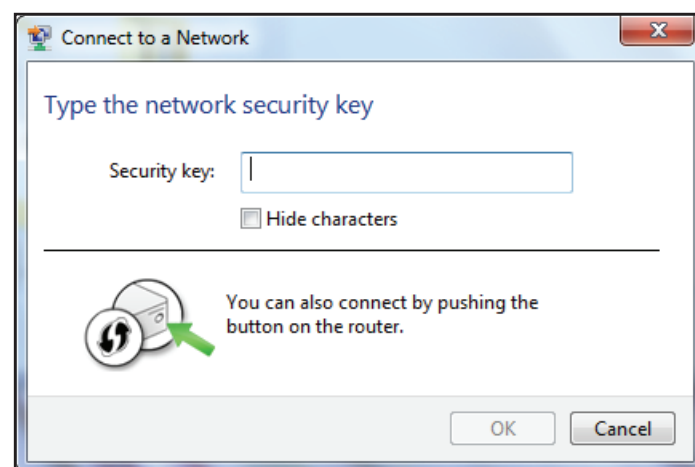 Connect to a Network
Type the network security key
Security key:
Hide characters
You can also connect by pushing the
button on the router.
OK
Cancel